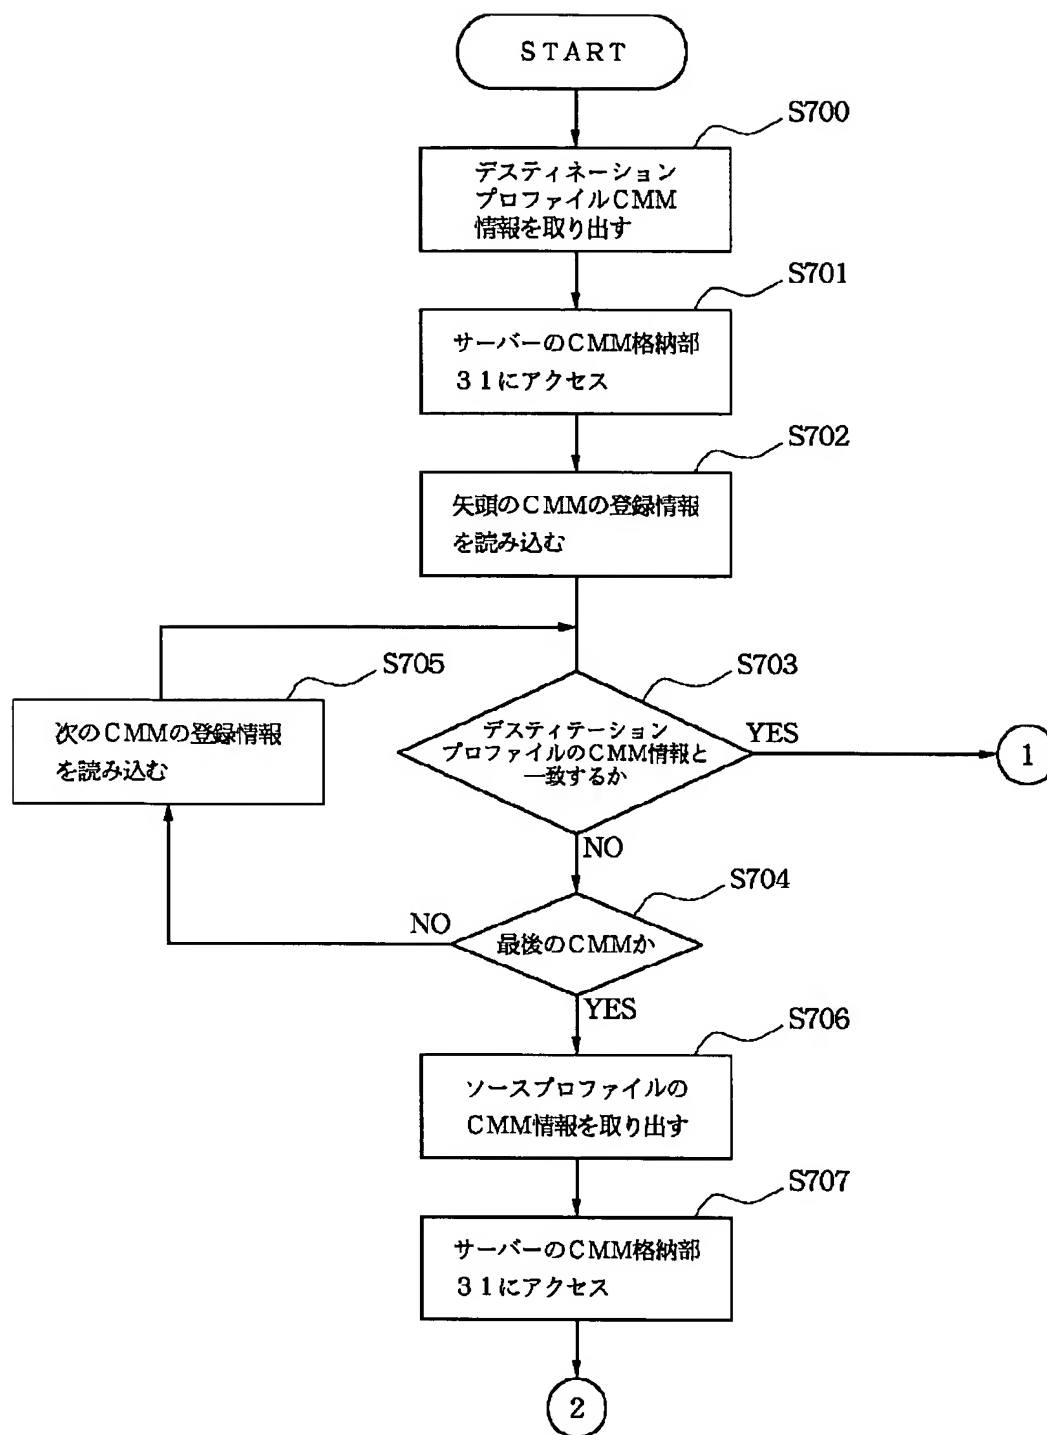 START
S700
デスティネーション
プロファイルCMM
情報を取り出す
S701
サーバーのCMM格納部
31にアクセス
S702
矢頭のCMMの登録情報
を読み込む
S705
次のCMMの登録情報
を読み込む
S703
デスティテーション
プロファイルのCMM情報と
一致するか
YES
1
NO
S704
最後のCMMか
NO
YES
S706
ソースプロファイルの
CMM情報を取り出す
S707
サーバーのCMM格納部
31にアクセス
2